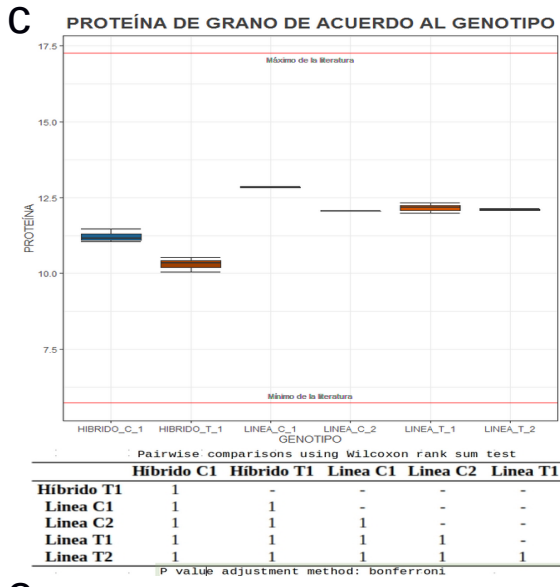 C
PROTEÍNA DE GRANO DE ACUERDO AL GENOTIPO
17.5
Máximo de la literatura
15.0
12.5
10.0
7.5
Mínimo de la literatura
PROTEÍNA
HIBRIDO_C_1 HIBRIDO_T_1 LINEA_C_1 LINEA_C_2 LINEA_T_1 LINEA_T_2
GENOTIPO
Pairwise comparisons using Wilcoxon rank sum test
Híbrido C1 Híbrido T1 Linea C1 Linea C2 Linea T1
Híbrido T1 1 - - - -
Linea C1 1 1 - - -
Linea C2 1 1 1 - -
Linea T1 1 1 1 1 -
Linea T2 1 1 1 1 1
P value adjustment method: bonferroni